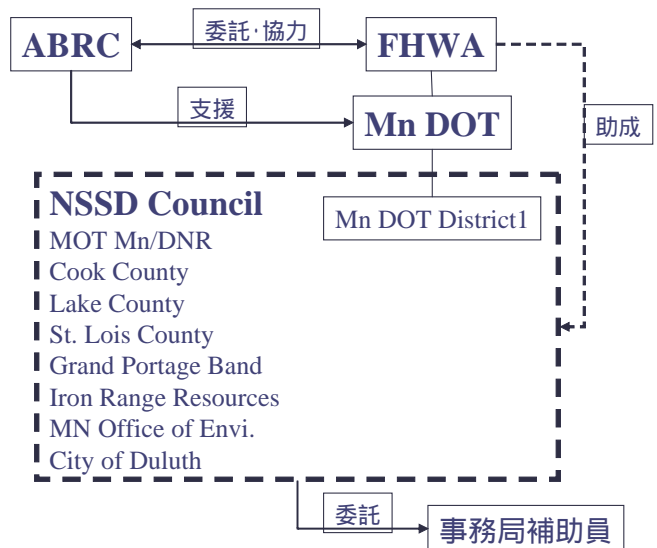 ABRC
委託·協力
FHWA
支援
Mn DOT
助成
NSSD Council
Mn DOT District1
MOT Mn/DNR
Cook County
Lake County
St. Lois County
Grand Portage Band
Iron Range Resources
MN Office of Envi.
City of Duluth
委託
事務局補助員